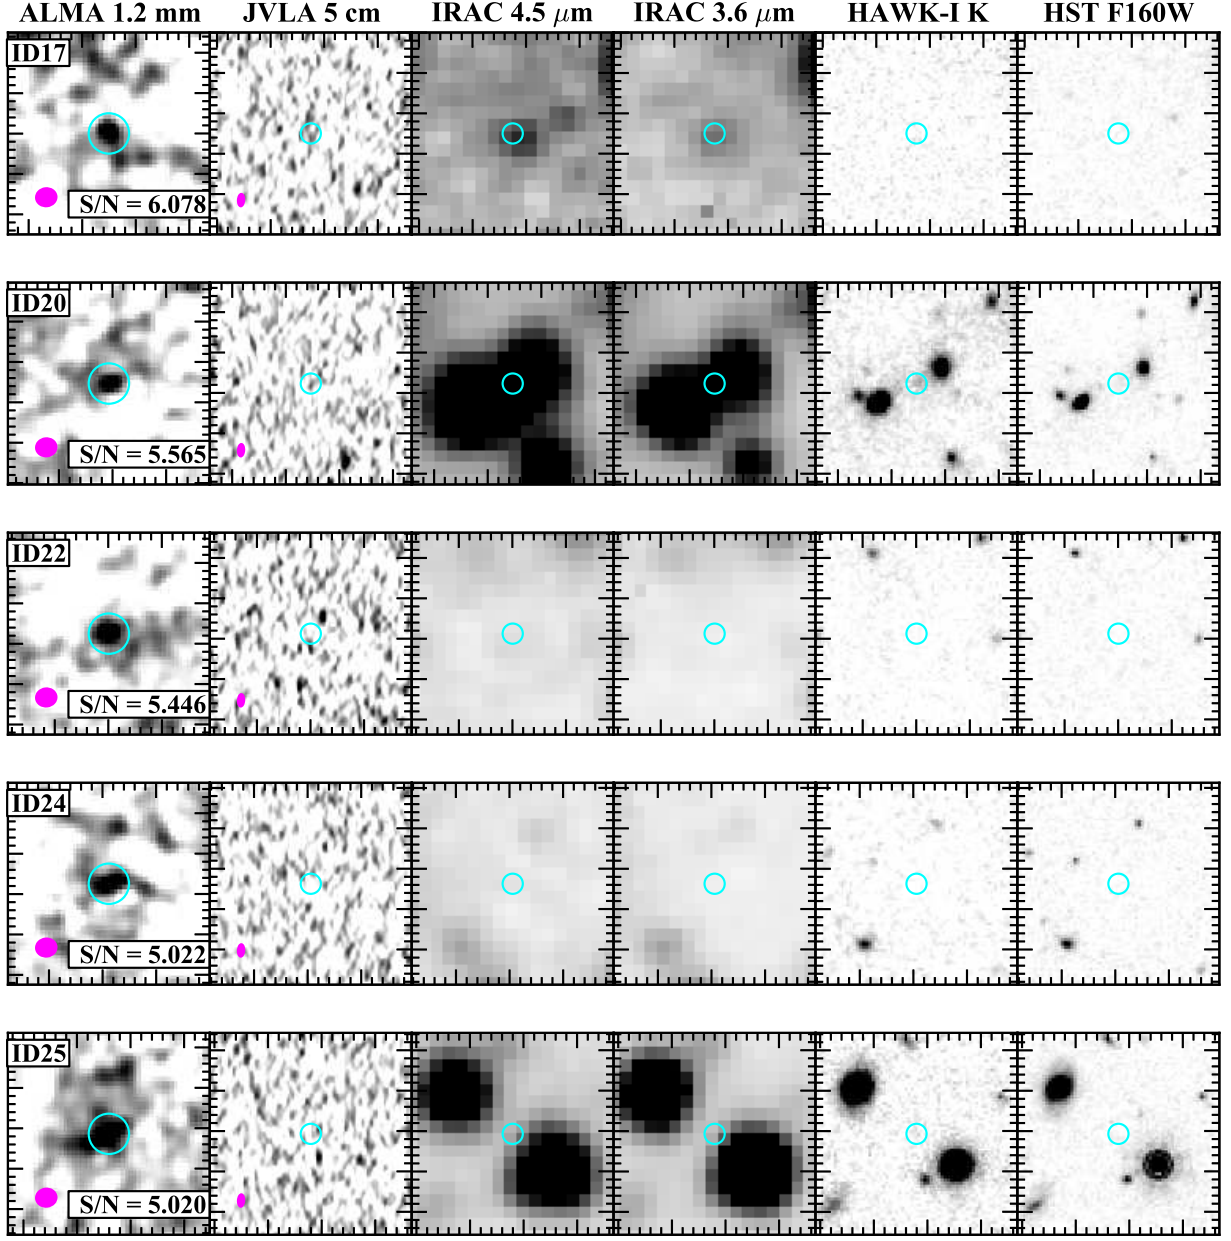 ALMA 1.2 mm JVLA 5 cm IRAC 4.5 μm IRAC 3.6 μm HAWK-I K HST F160W
ID17
S/N = 6.078
ID20
S/N = 5.565
ID22
S/N = 5.446
ID24
S/N = 5.022
ID25
S/N = 5.020